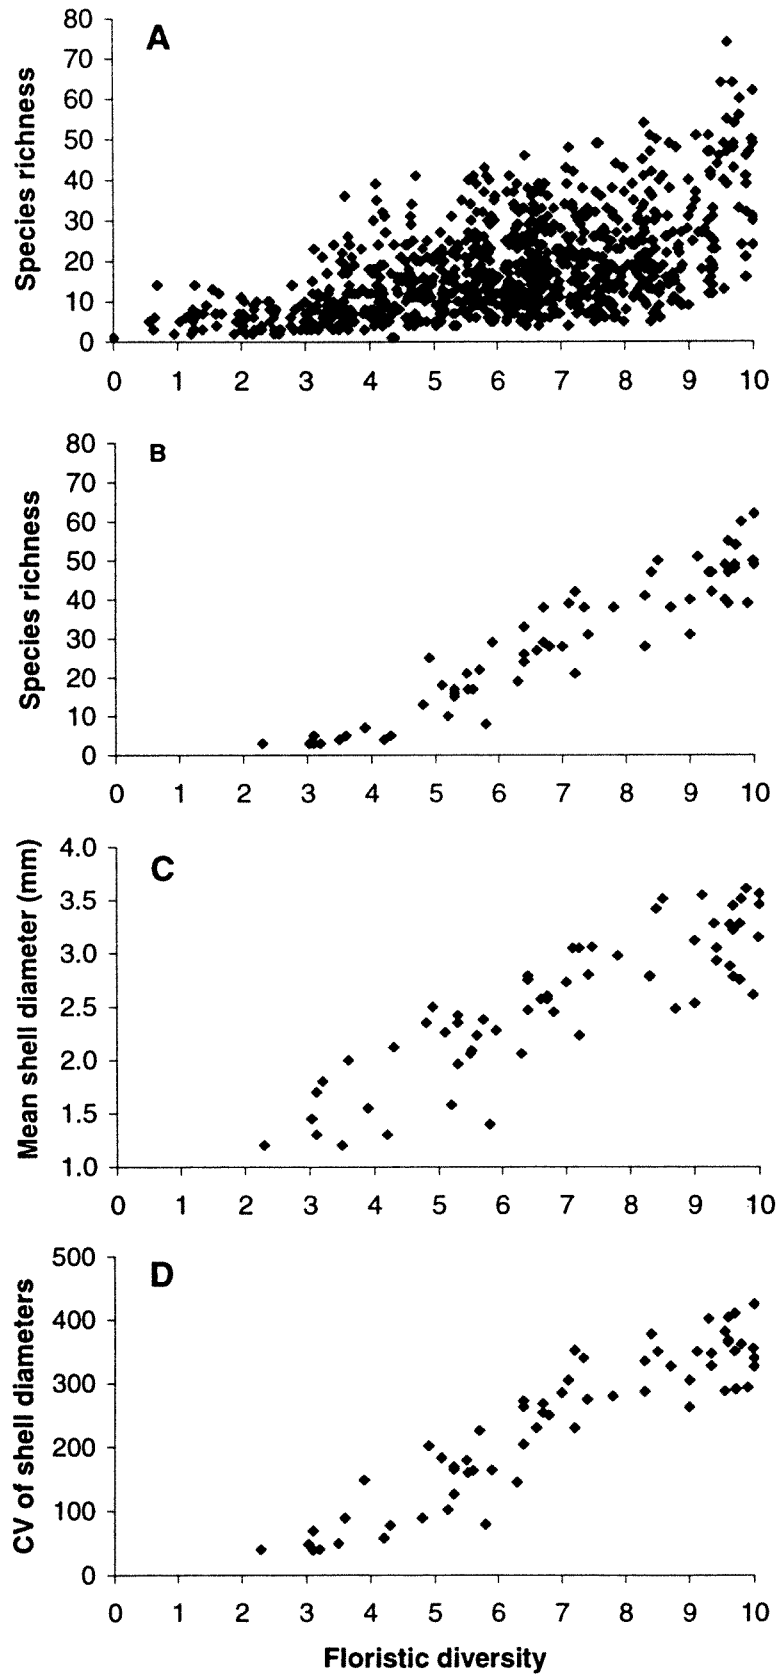 A
Species richness
80
70
60
50
40
30
20
10
0
0 1 2 3 4 5 6 7 8 9 10
B
Species richness
80
70
60
50
40
30
20
10
0
0 1 2 3 4 5 6 7 8 9 10
C
Mean shell diameter (mm)
4.0
3.5
3.0
2.5
2.0
1.5
1.0
0 1 2 3 4 5 6 7 8 9 10
D
CV of shell diameters
500
400
300
200
100
0
0 1 2 3 4 5 6 7 8 9 10
Floristic diversity